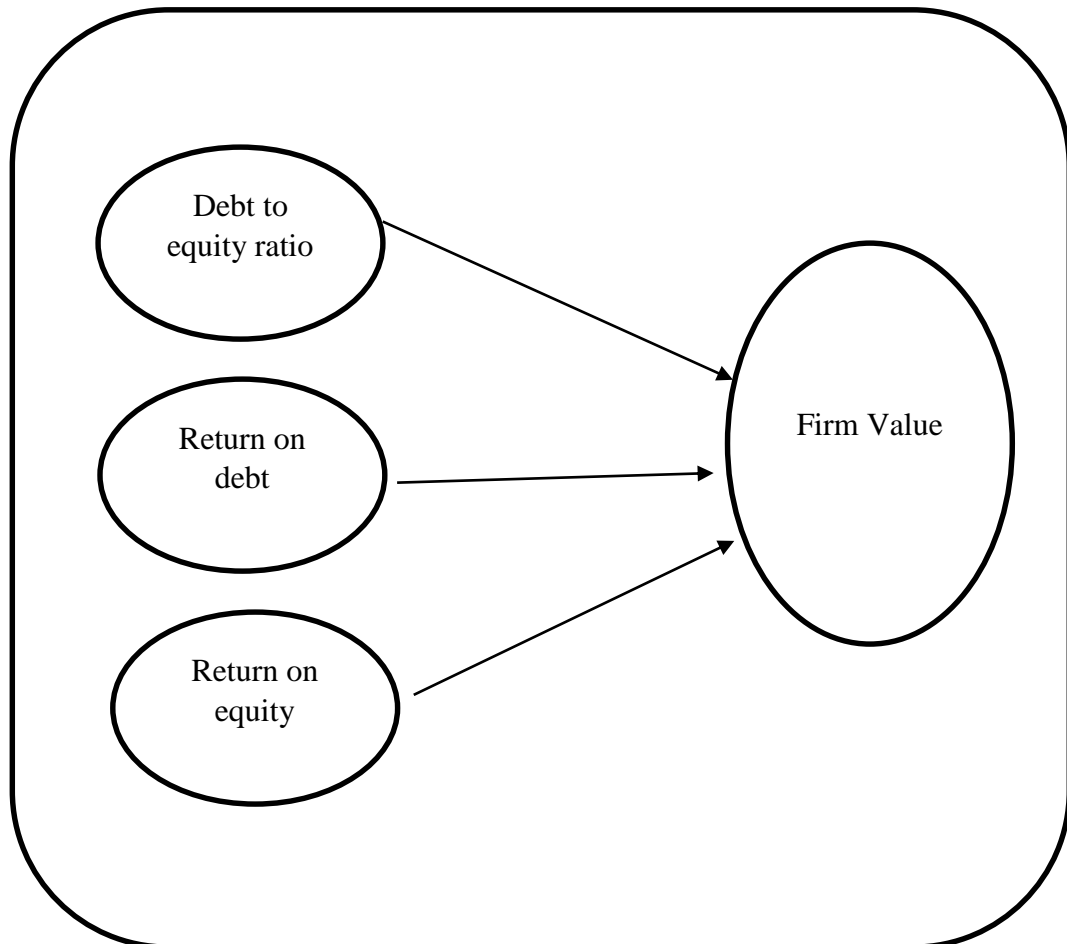 Debt to
equity ratio
Return on
debt
Firm Value
Return on
equity